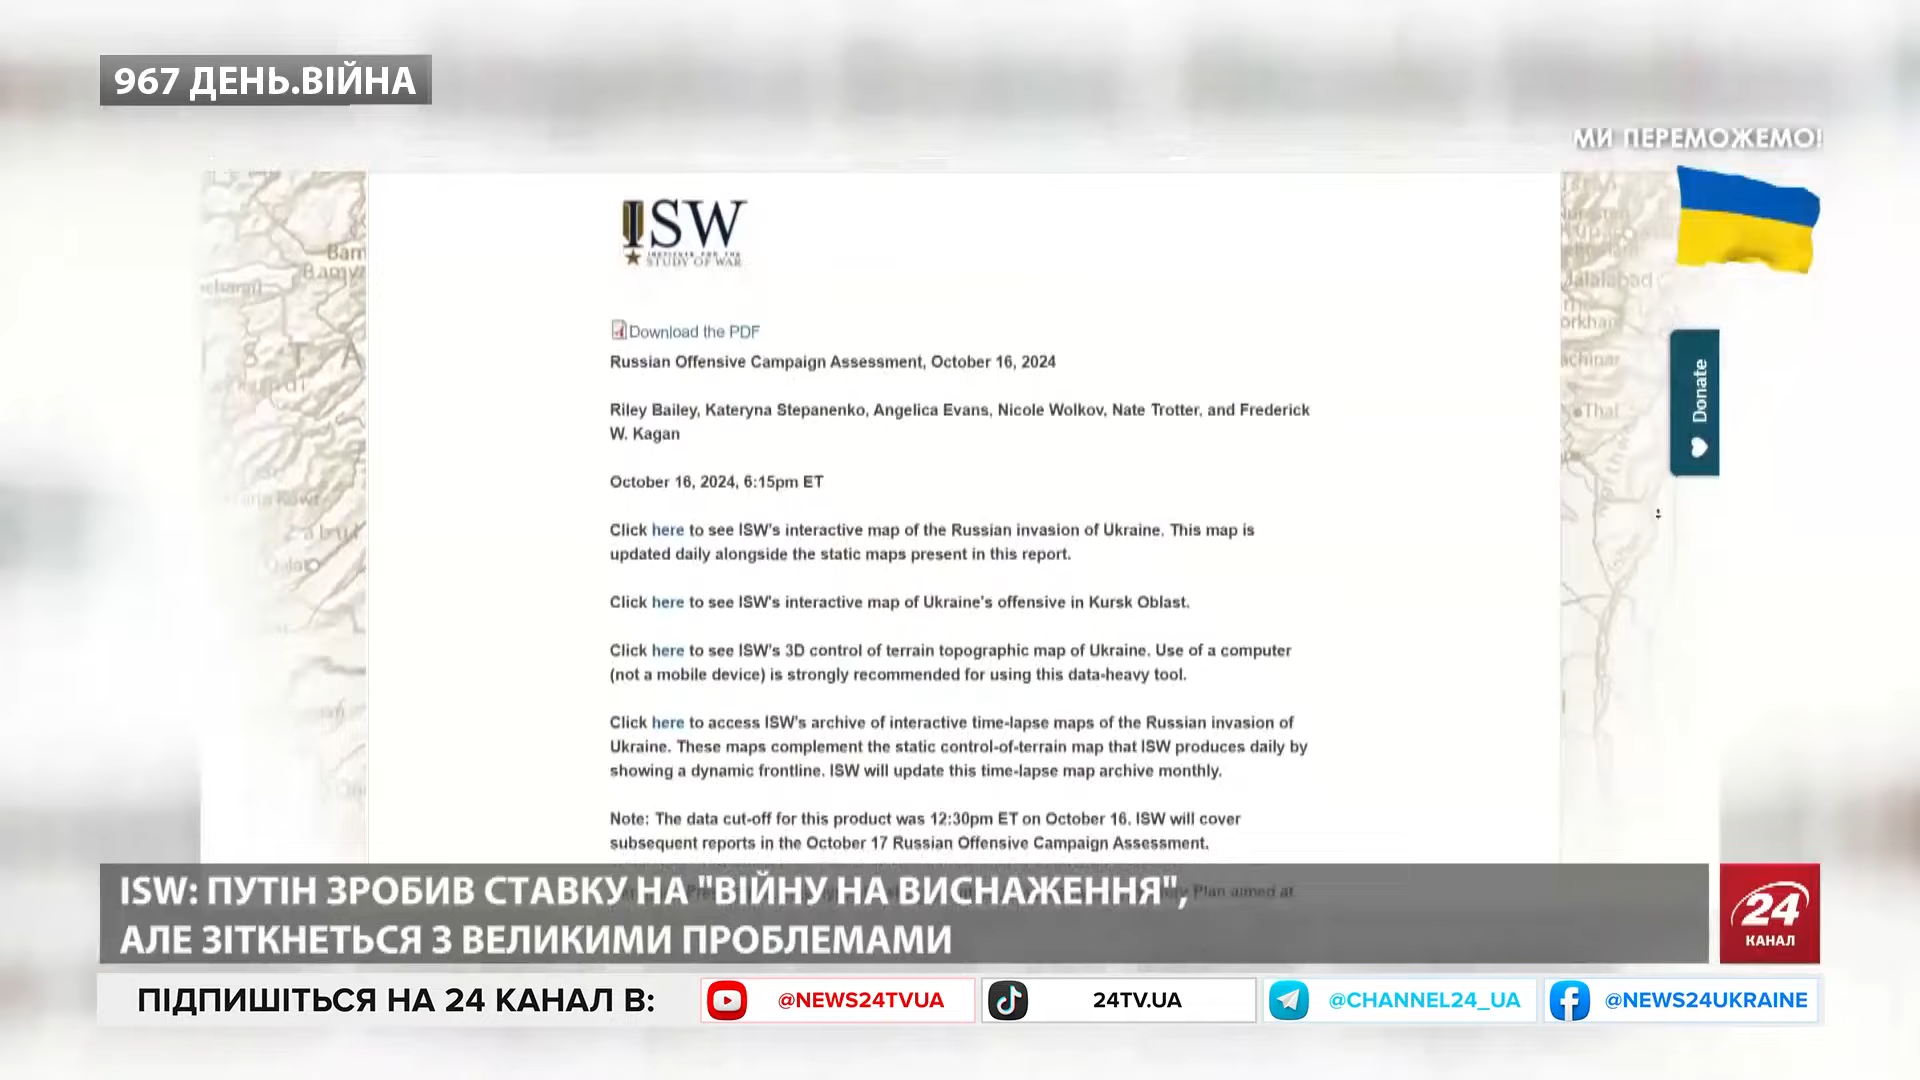 967 ДЕНЬ.ВІЙНА
МИ ПЕРЕМОЖЕМО!
ISW
INSTITUTE FOR THE
STUDY OF WAR
Download the PDF
Russian Offensive Campaign Assessment, October 16, 2024
Riley Bailey, Kateryna Stepanenko, Angelica Evans, Nicole Wolkov, Nate Trotter, and Frederick
W. Kagan
October 16, 2024, 6:15pm ET
Click here to see ISW's interactive map of the Russian invasion of Ukraine. This map is
updated daily alongside the static maps present in this report.
Click here to see ISW's interactive map of Ukraine's offensive in Kursk Oblast.
Click here to see ISW's 3D control of terrain topographic map of Ukraine. Use of a computer
(not a mobile device) is strongly recommended for using this data-heavy tool.
Click here to access ISW's archive of interactive time-lapse maps of the Russian invasion of
Ukraine. These maps complement the static control-of-terrain map that ISW produces daily by
showing a dynamic frontline. ISW will update this time-lapse map archive monthly.
Note: The data cut-off for this product was 12:30pm ET on October 16. ISW will cover
subsequent reports in the October 17 Russian Offensive Campaign Assessment.
Plan aimed at
Donate
ISW: ПУТІН ЗРОБИВ СТАВКУ НА "ВІЙНУ НА ВИСНАЖЕННЯ",
АЛЕ ЗІТКНЕТЬСЯ З ВЕЛИКИМИ ПРОБЛЕМАМИ
24
КАНАЛ
ПІДПИШІТЬСЯ НА 24 КАНАЛ В:
@NEWS24TVUA
24TV.UA
@CHANNEL24_UA
@NEWS24UKRAINE